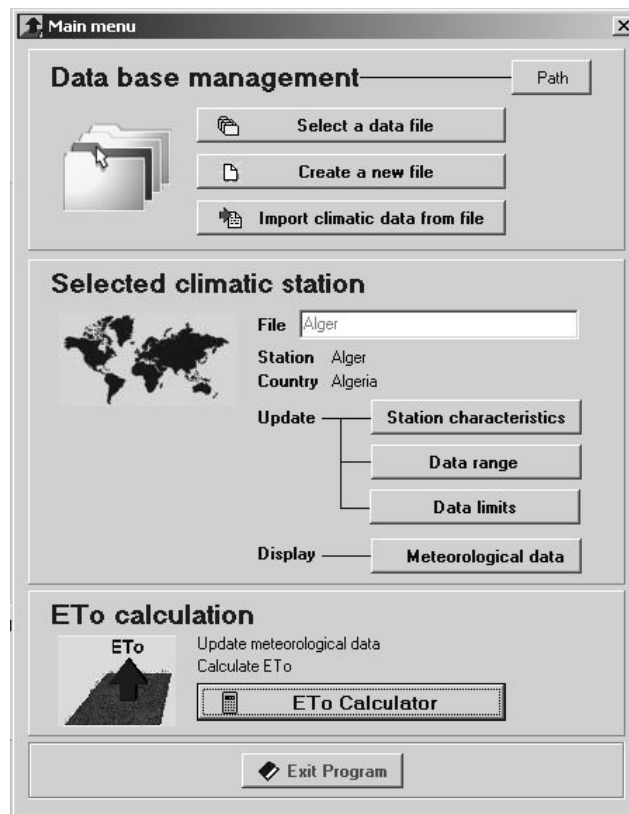 Main menu
Data base management
Path
Select a data file
Create a new file
Import climatic data from file
Selected climatic station
File Alger
Station Alger
Country Algeria
Update
Station characteristics
Data range
Data limits
Display
Meteorological data
ETo calculation
ETo
Update meteorological data
Calculate ETo
ETo Calculator
Exit Program